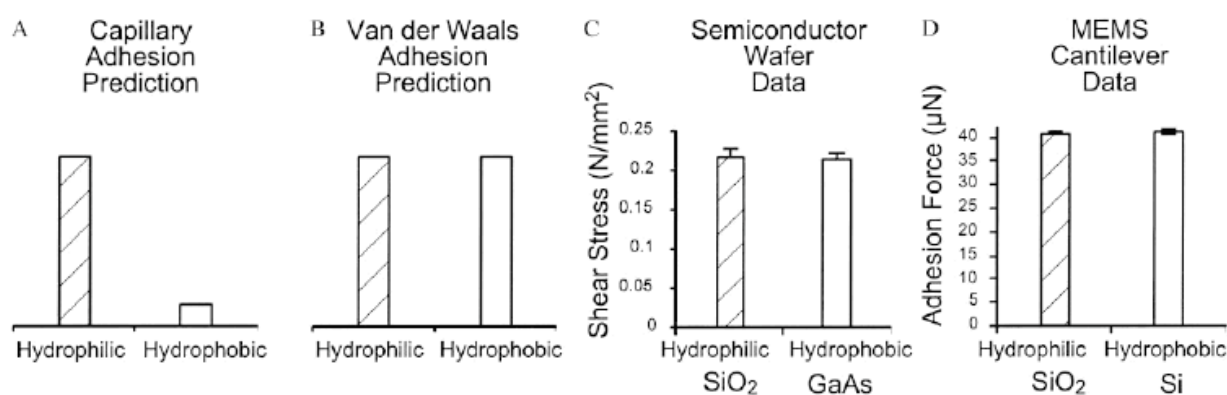 A
Capillary
Adhesion
Prediction
Hydrophilic
Hydrophobic
B
Van der Waals
Adhesion
Prediction
Hydrophilic
Hydrophobic
C
Semiconductor
Wafer
Data
Shear Stress (N/mm²)
0.25
0.2
0.15
0.1
0.05
0
Hydrophilic
SiO₂
Hydrophobic
GaAs
D
MEMS
Cantilever
Data
Adhesion Force (μN)
40
35
30
25
20
15
10
5
0
Hydrophilic
SiO₂
Hydrophobic
Si